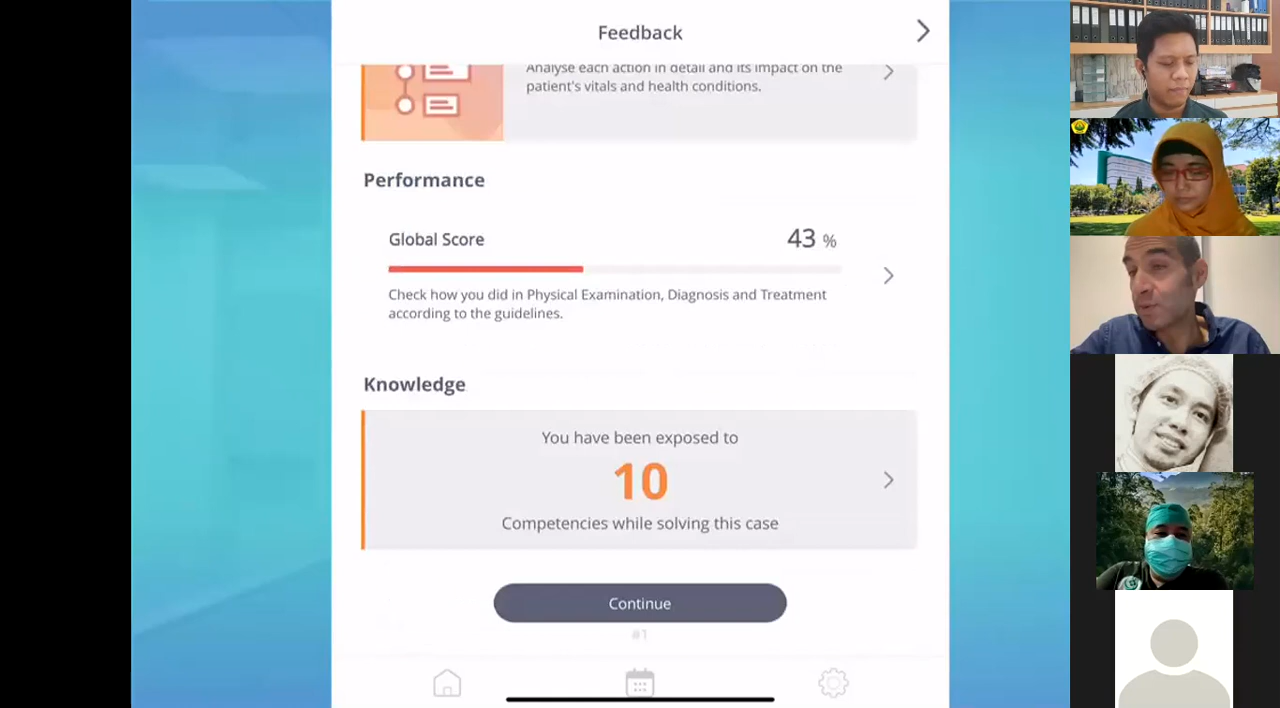 Feedback
Analyse each action in detail and its impact on the
patient's vitals and health conditions.
Performance
Global Score
43 %
Check how you did in Physical Examination, Diagnosis and Treatment
according to the guidelines.
Knowledge
You have been exposed to
10
Competencies while solving this case
Continue
#1